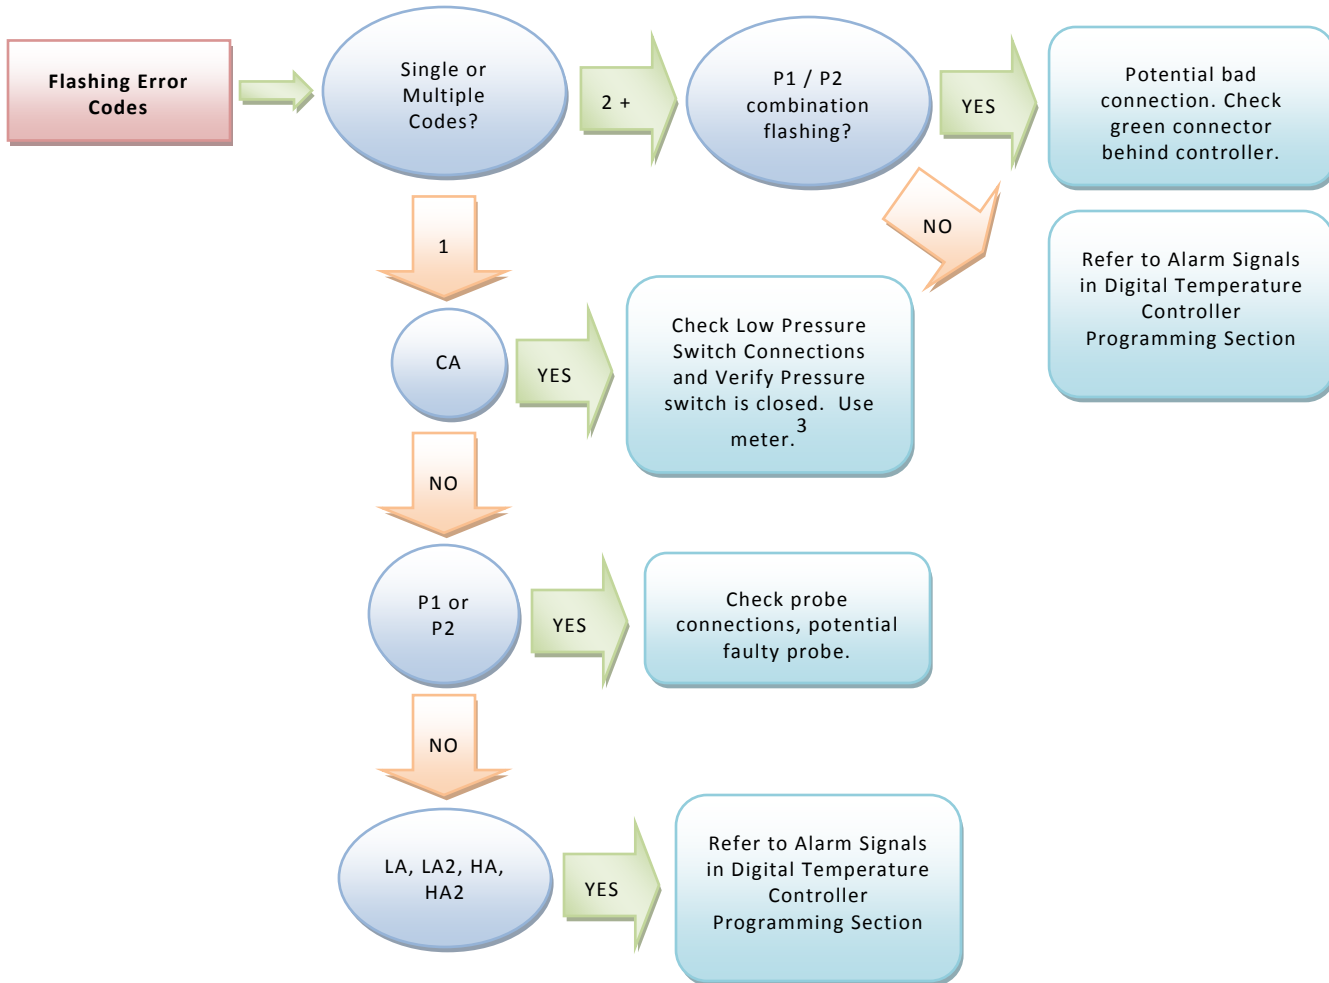 Flashing Error
Codes
Single or
Multiple
Codes?
2 +
P1 / P2
combination
flashing?
YES
Potential bad
connection. Check
green connector
behind controller.
NO
Refer to Alarm Signals
in Digital Temperature
Controller
Programming Section
1
CA
YES
Check Low Pressure
Switch Connections
and Verify Pressure
switch is closed. Use
meter.3
NO
P1 or
P2
YES
Check probe
connections, potential
faulty probe.
NO
LA, LA2, HA,
HA2
YES
Refer to Alarm Signals
in Digital Temperature
Controller
Programming Section